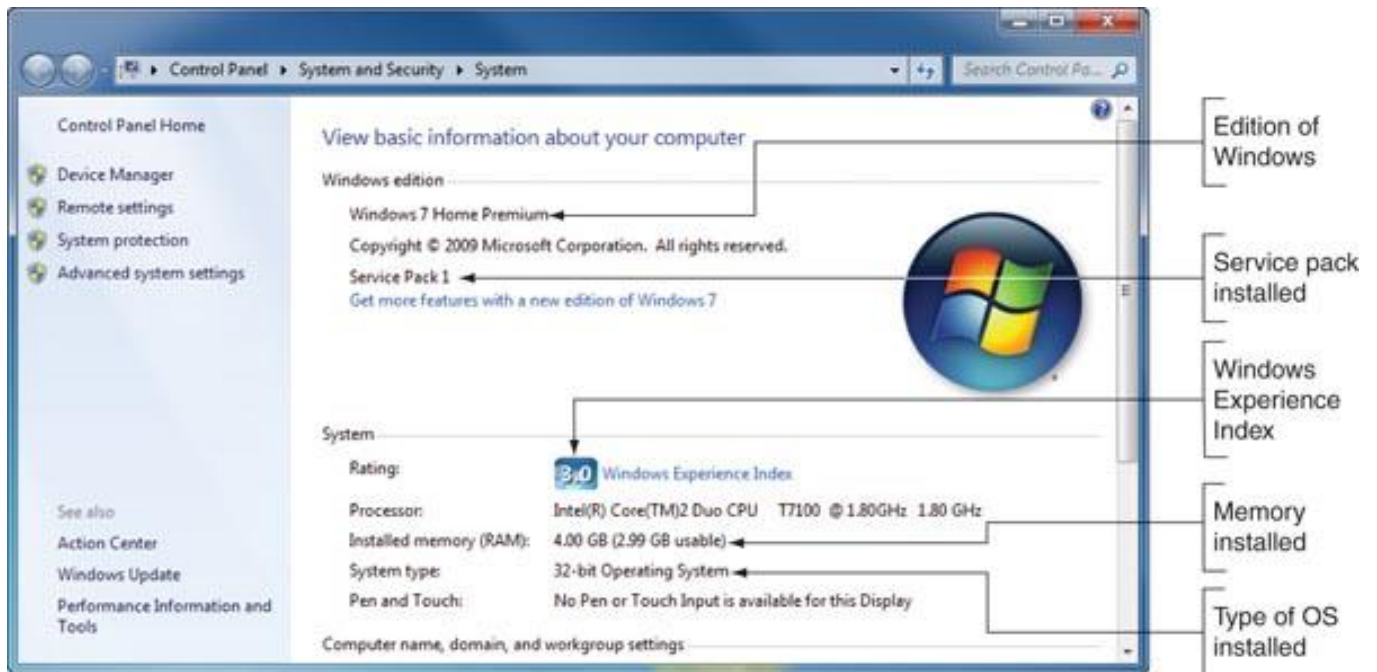 Control Panel System and Security System
Search Control Pa...
Control Panel Home
Device Manager
Remote settings
System protection
Advanced system settings
See also
Action Center
Windows Update
Performance Information and
Tools
View basic information about your computer
Windows edition
Windows 7 Home Premium
Copyright © 2009 Microsoft Corporation. All rights reserved.
Service Pack 1
Get more features with a new edition of Windows 7
System
Rating:
3.0 Windows Experience Index
Processor: Intel(R) Core(TM)2 Duo CPU T7100 @ 1.80GHz 1.80 GHz
Installed memory (RAM): 4.00 GB (2.99 GB usable)
System type: 32-bit Operating System
Pen and Touch: No Pen or Touch Input is available for this Display
Computer name, domain, and workgroup settings
Edition of
Windows
Service pack
installed
Windows
Experience
Index
Memory
installed
Type of OS
installed